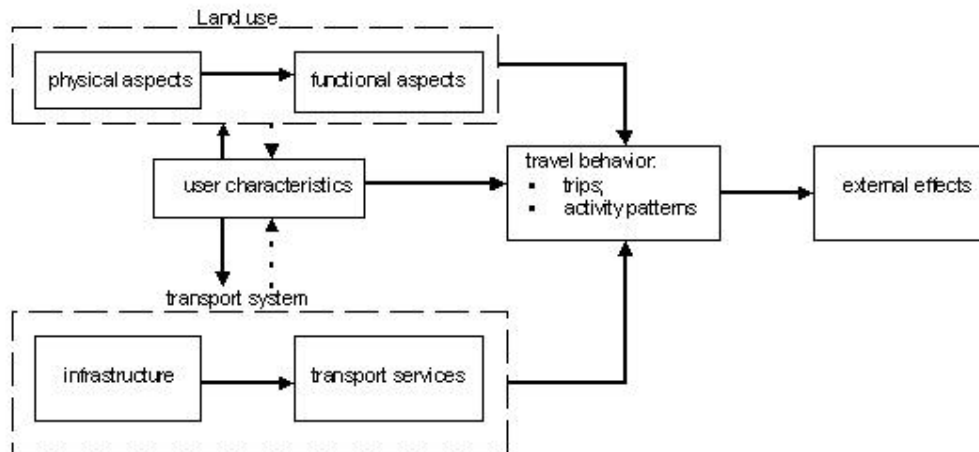 Land use
physical aspects
functional aspects
user characteristics
travel behavior:
▪ trips;
▪ activity patterns
external effects
transport system
infrastructure
transport services